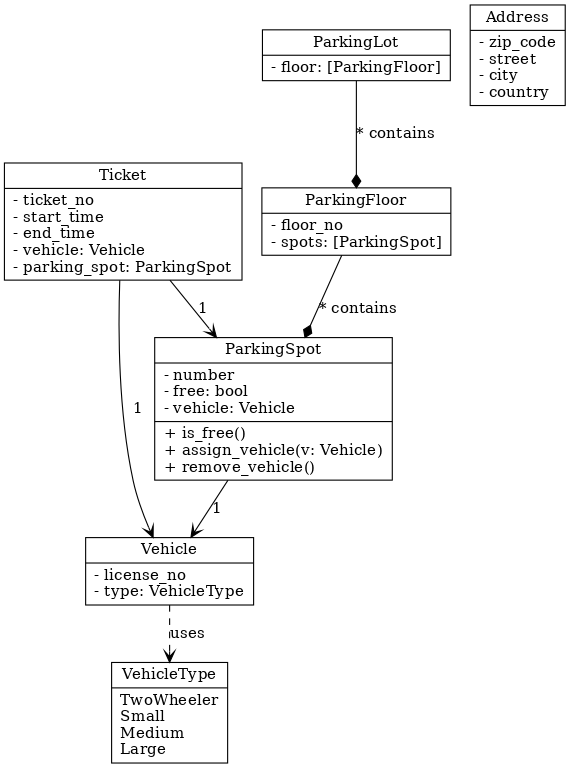 ParkingLot
- floor: [ParkingFloor]
Address
- zip_code
- street
- city
- country
* contains
Ticket
- ticket_no
- start_time
- end_time
- vehicle: Vehicle
- parking_spot: ParkingSpot
ParkingFloor
- floor_no
- spots: [ParkingSpot]
1
* contains
ParkingSpot
- number
- free: bool
- vehicle: Vehicle
+ is_free()
+ assign_vehicle(v: Vehicle)
+ remove_vehicle()
1
1
Vehicle
- license_no
- type: VehicleType
uses
VehicleType
TwoWheeler
Small
Medium
Large